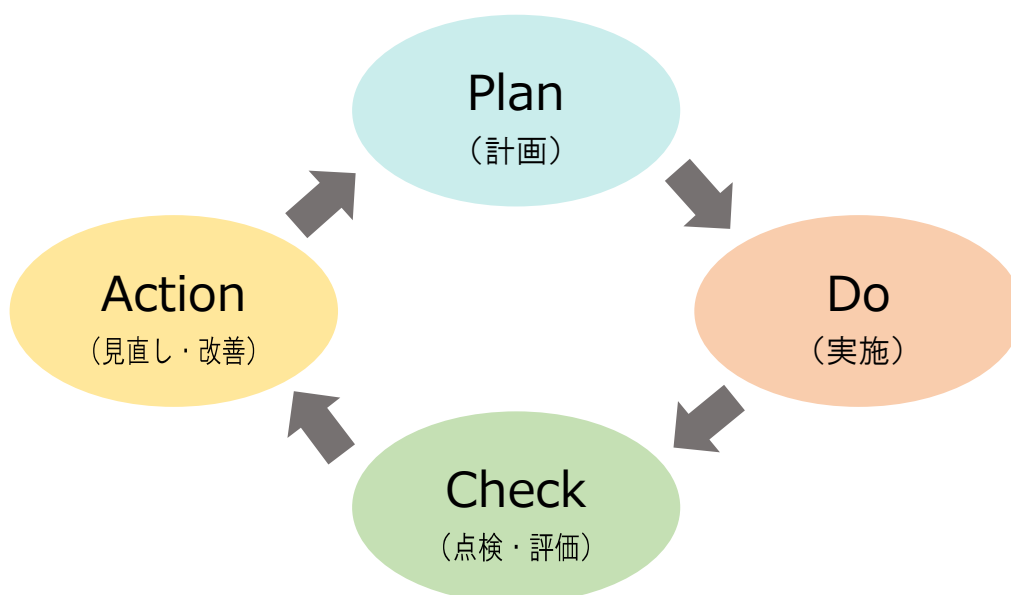 Plan
（計画）
Do
（実施）
Check
（点検・評価）
Action
（見直し・改善）